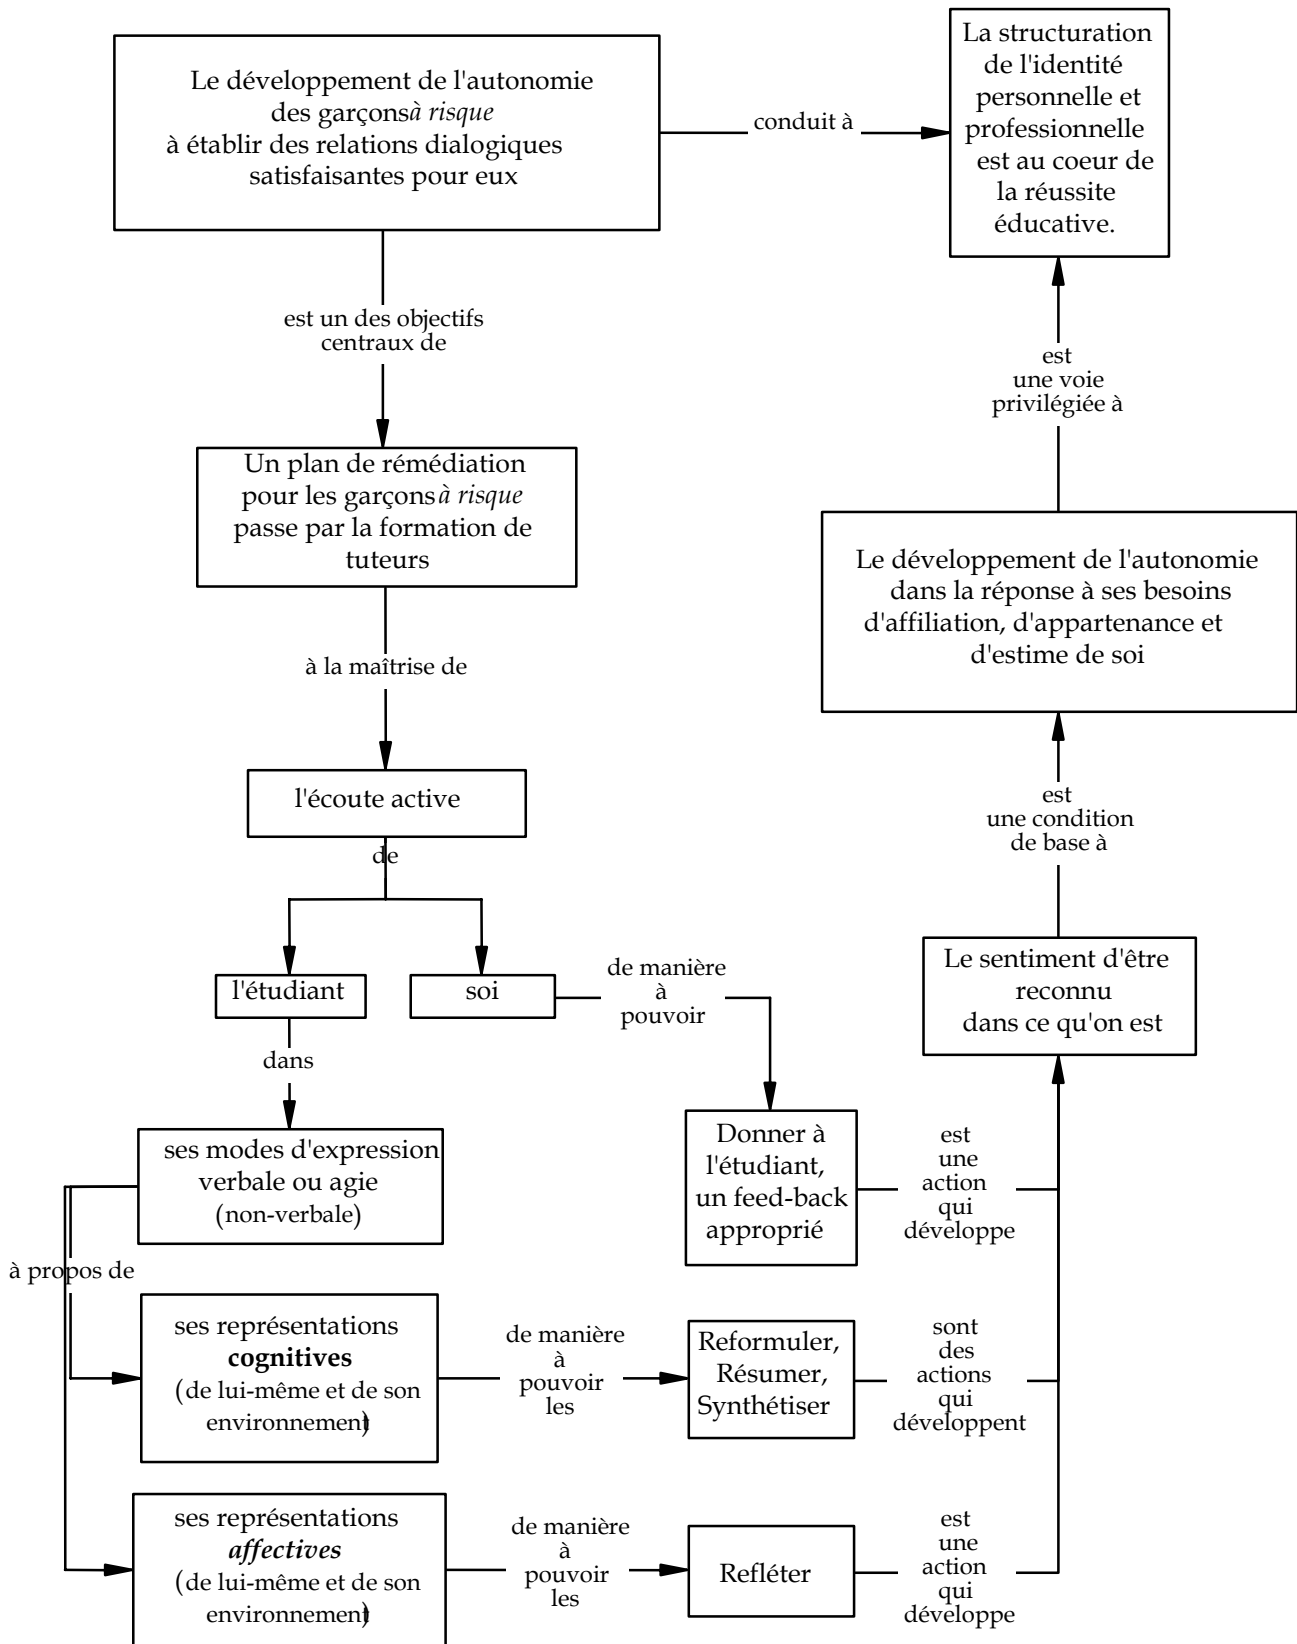 Le développement de l'autonomie
des garçons à risque
à établir des relations dialogiques
satisfaisantes pour eux
conduit à
La structuration
de l'identité
personnelle et
professionnelle
est au coeur de
la réussite
éducative.
est un des objectifs
centraux de
est
une voie
privilégiée à
Un plan de rémédiation
pour les garçons à risque
passe par la formation de
tuteurs
Le développement de l'autonomie
dans la réponse à ses besoins
d'affiliation, d'appartenance et
d'estime de soi
à la maîtrise de
l'écoute active
de
est
une condition
de base à
l'étudiant
soi
de manière
à
pouvoir
Le sentiment d'être
reconnu
dans ce qu'on est
dans
ses modes d'expression
verbale ou agie
(non-verbale)
Donner à
l'étudiant,
un feed-back
approprié
est
une
action
qui
développe
à propos de
ses représentations
cognitives
(de lui-même et de son
environnement)
de manière
à
pouvoir
les
Reformuler,
Résumer,
Synthétiser
sont
des
actions
qui
développent
ses représentations
affectives
(de lui-même et de son
environnement)
de manière
à
pouvoir
les
Refléter
est
une
action
qui
développe